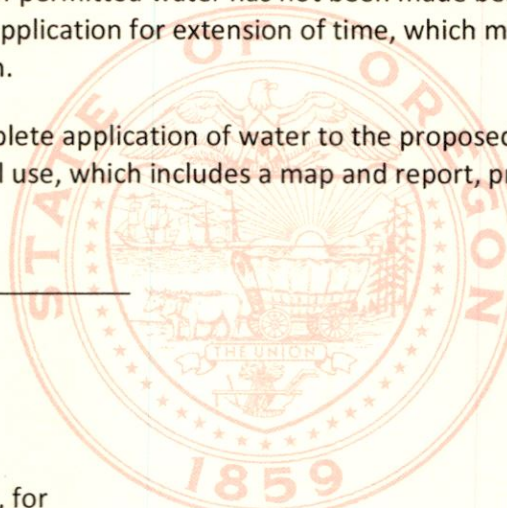 permitted water has not been made be
application for extension of time, which m
n.
plete application of water to the proposed
l use, which includes a map and report, pr
STATE OF OREGON
THE UNION
1859
, for